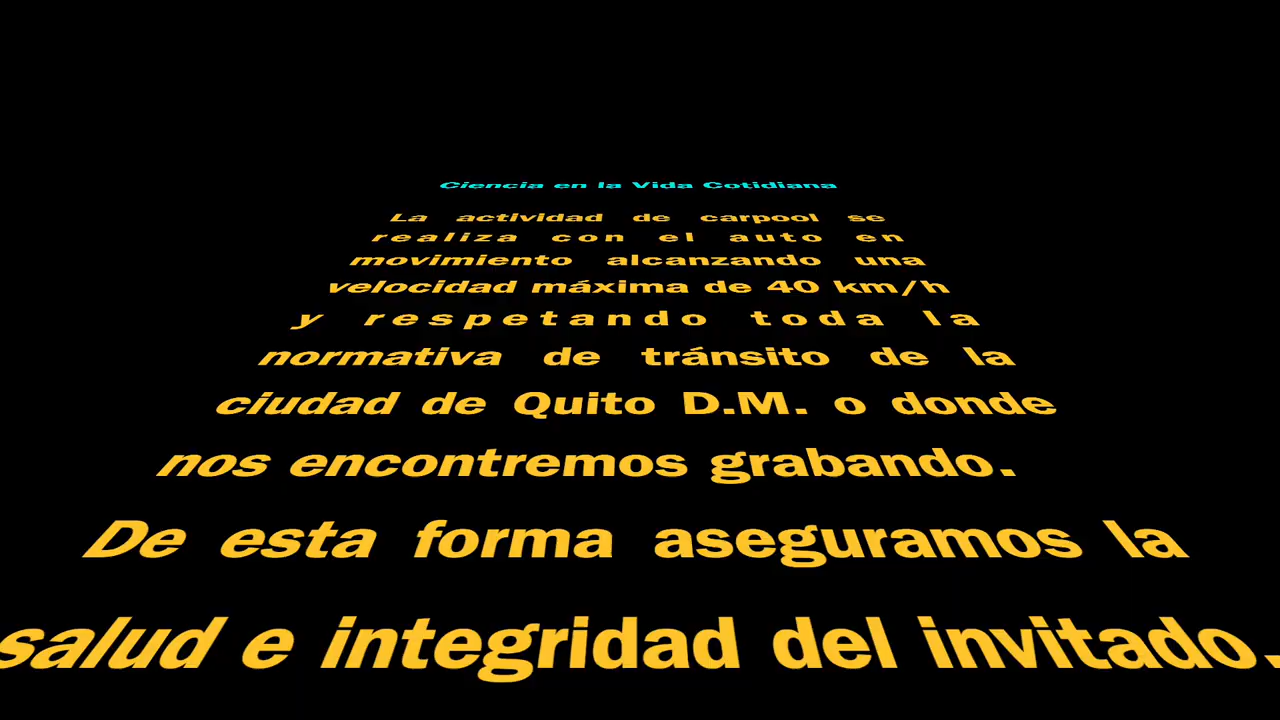 Ciencia en la Vida Cotidiana
La actividad de carpool se
realiza con el auto en
movimiento alcanzando una
velocidad máxima de 40 km/h
y respetando toda la
normativa de tránsito de la
ciudad de Quito D.M. o donde
nos encontremos grabando.
De esta forma aseguramos la
salud e integridad del invitado.